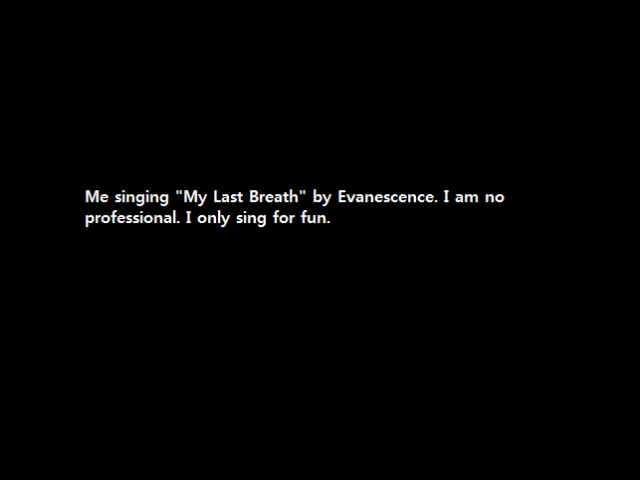 Me singing "My Last Breath" by Evanescence. I am no
professional. I only sing for fun.